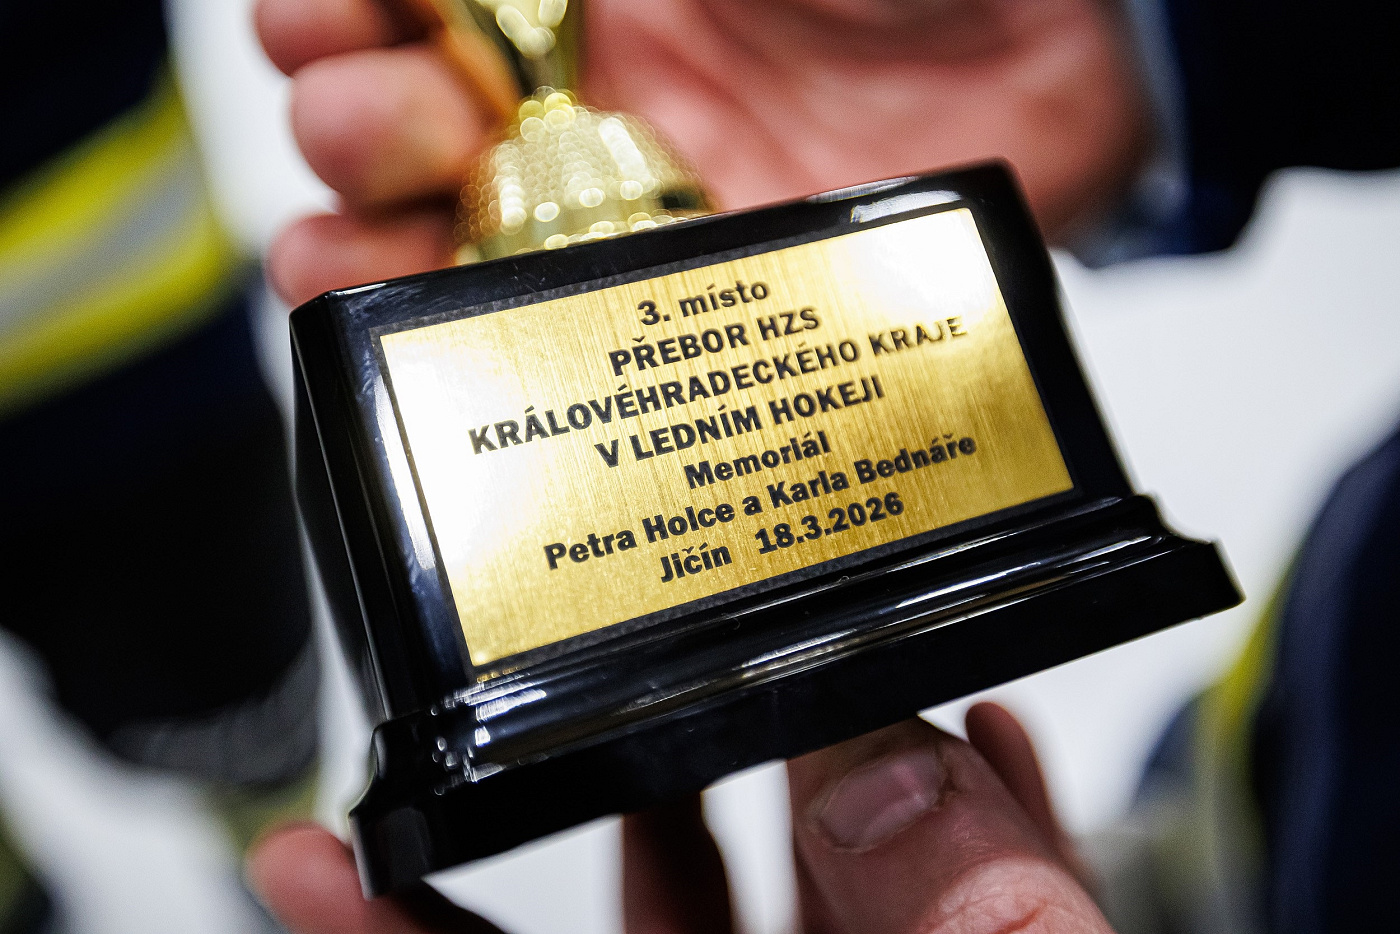 3. místo
PŘEBOR HZS
KRÁLOVÉHRADECKÉHO KRAJE
V LEDNÍM HOKEJI
Memoriál
Petra Holce a Karla Bednáře
Jičín 18.3.2026